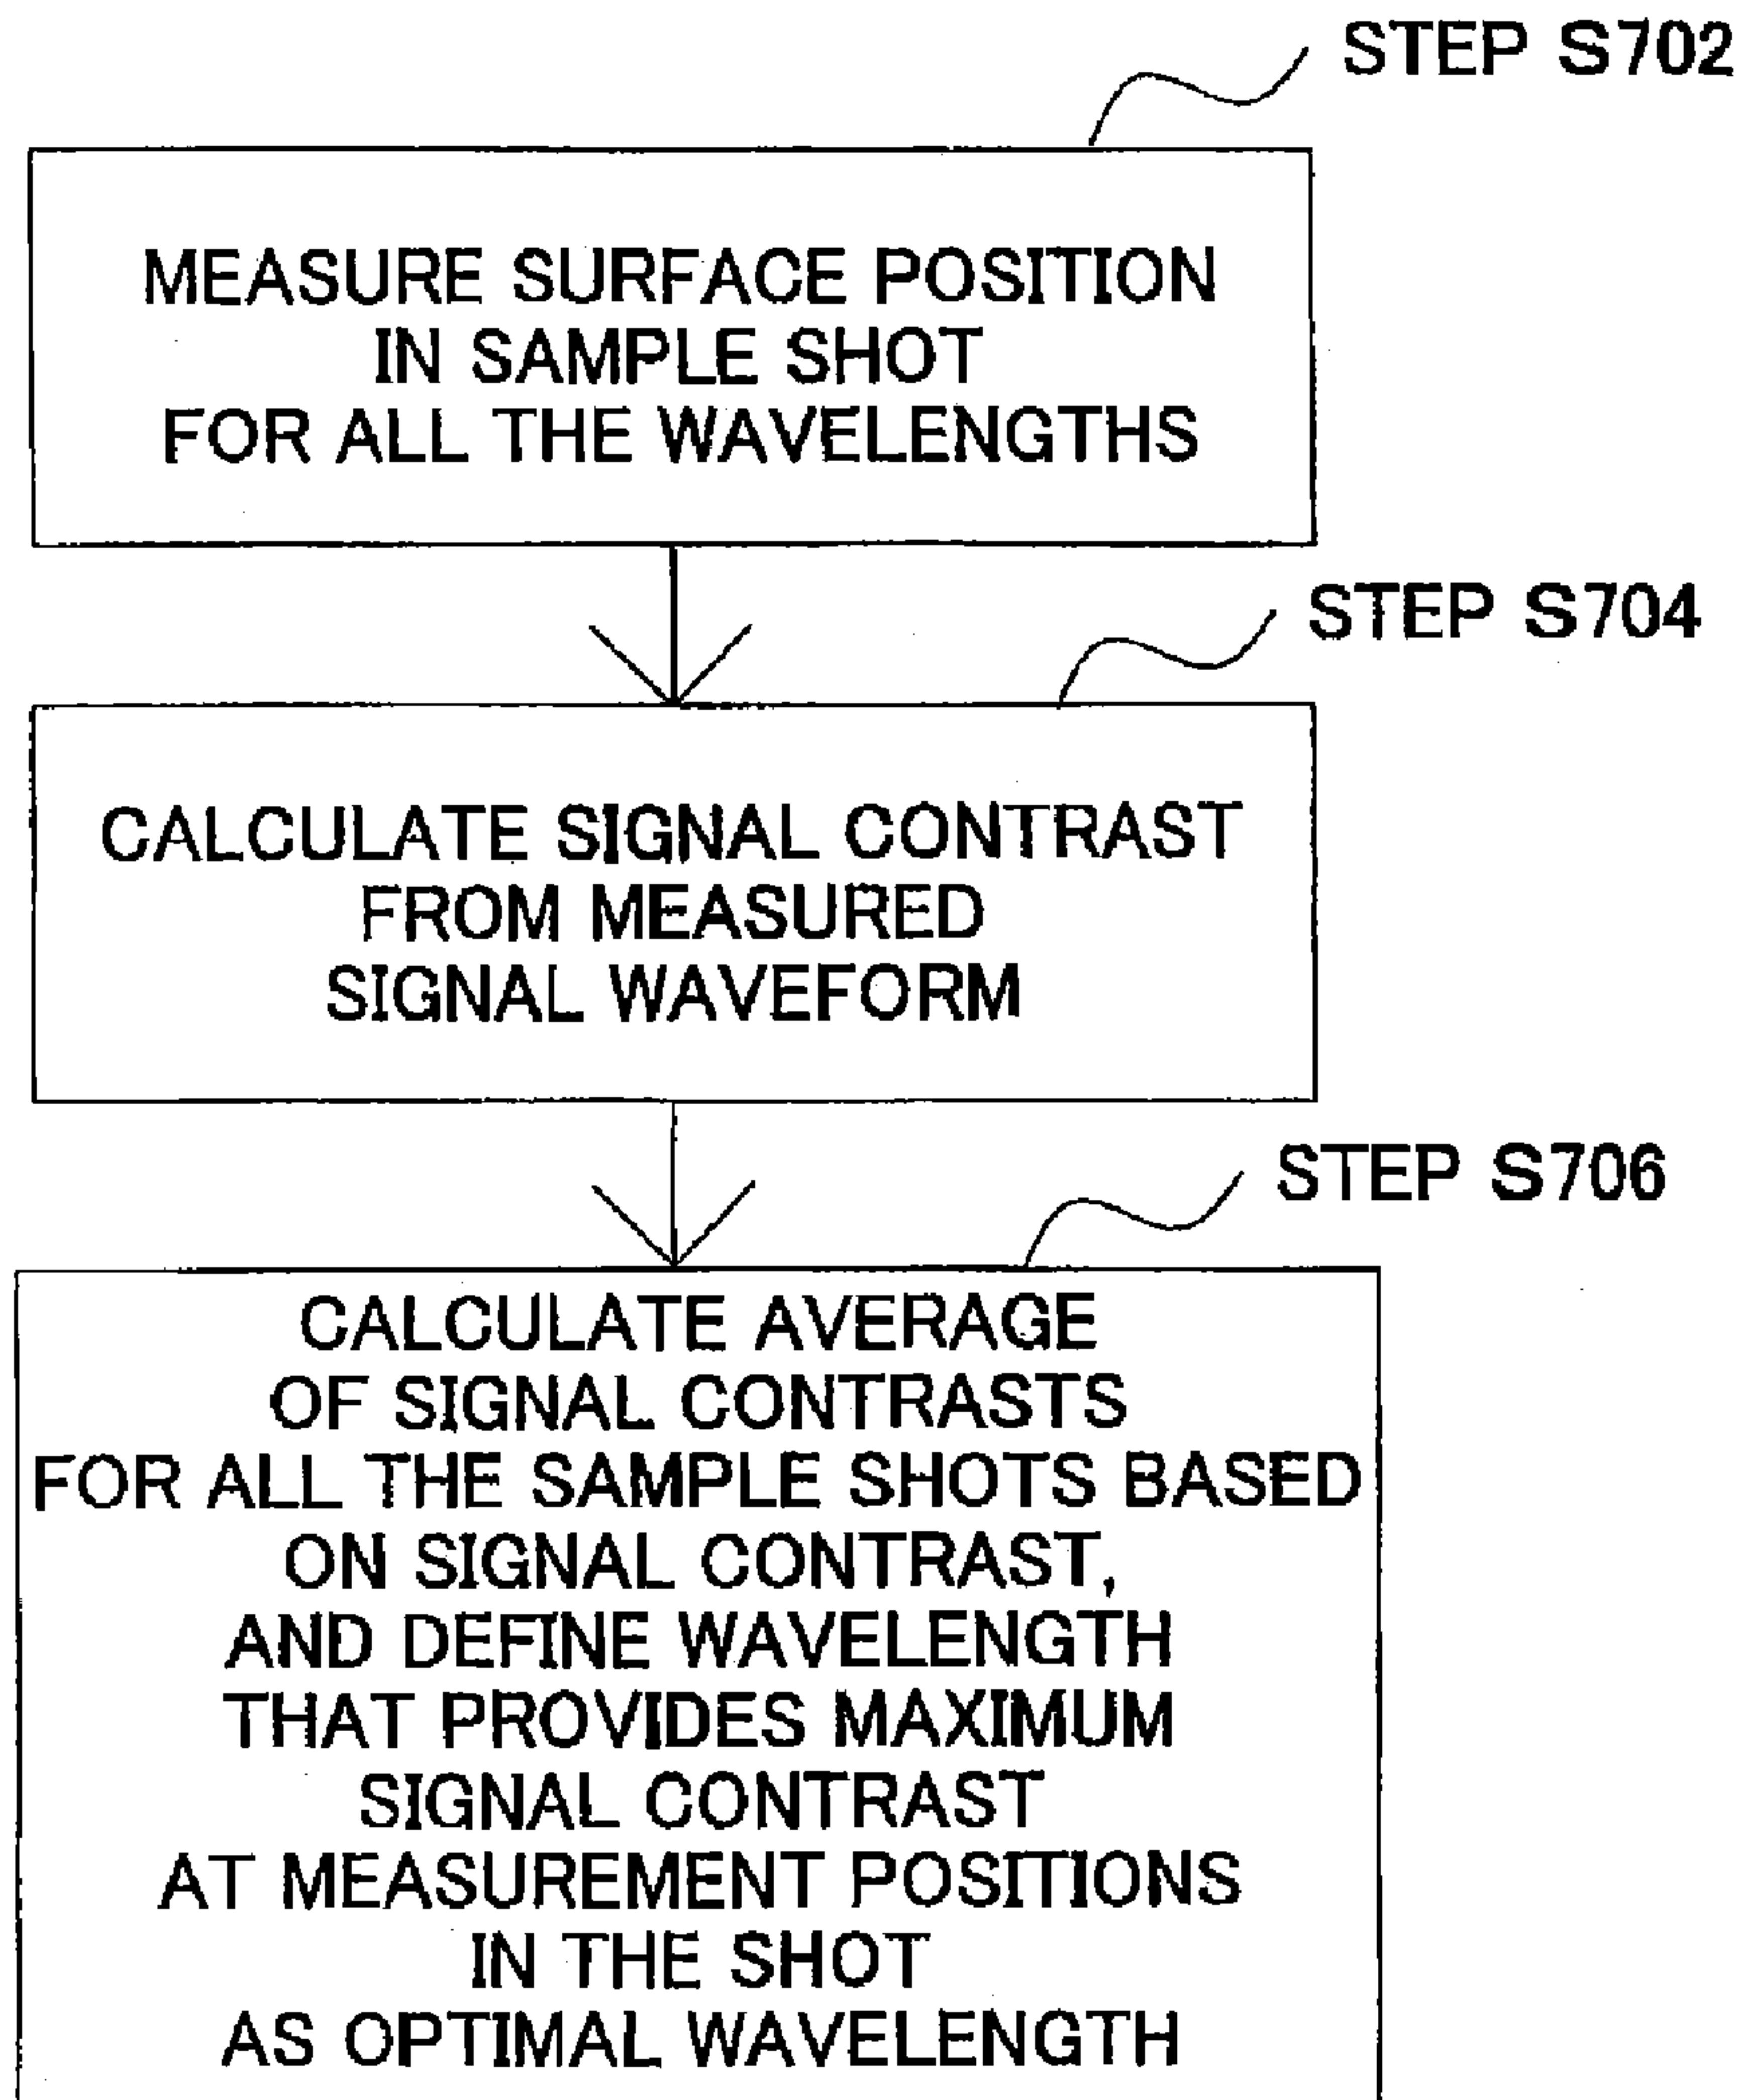 STEP S702
MEASURE SURFACE POSITION
IN SAMPLE SHOT
FOR ALL THE WAVELENGTHS
STEP S704
CALCULATE SIGNAL CONTRAST
FROM MEASURED
SIGNAL WAVEFORM
STEP S706
CALCULATE AVERAGE
OF SIGNAL CONTRASTS
FOR ALL THE SAMPLE SHOTS BASED
ON SIGNAL CONTRAST,
AND DEFINE WAVELENGTH
THAT PROVIDES MAXIMUM
SIGNAL CONTRAST
AT MEASUREMENT POSITIONS
IN THE SHOT
AS OPTIMAL WAVELENGTH